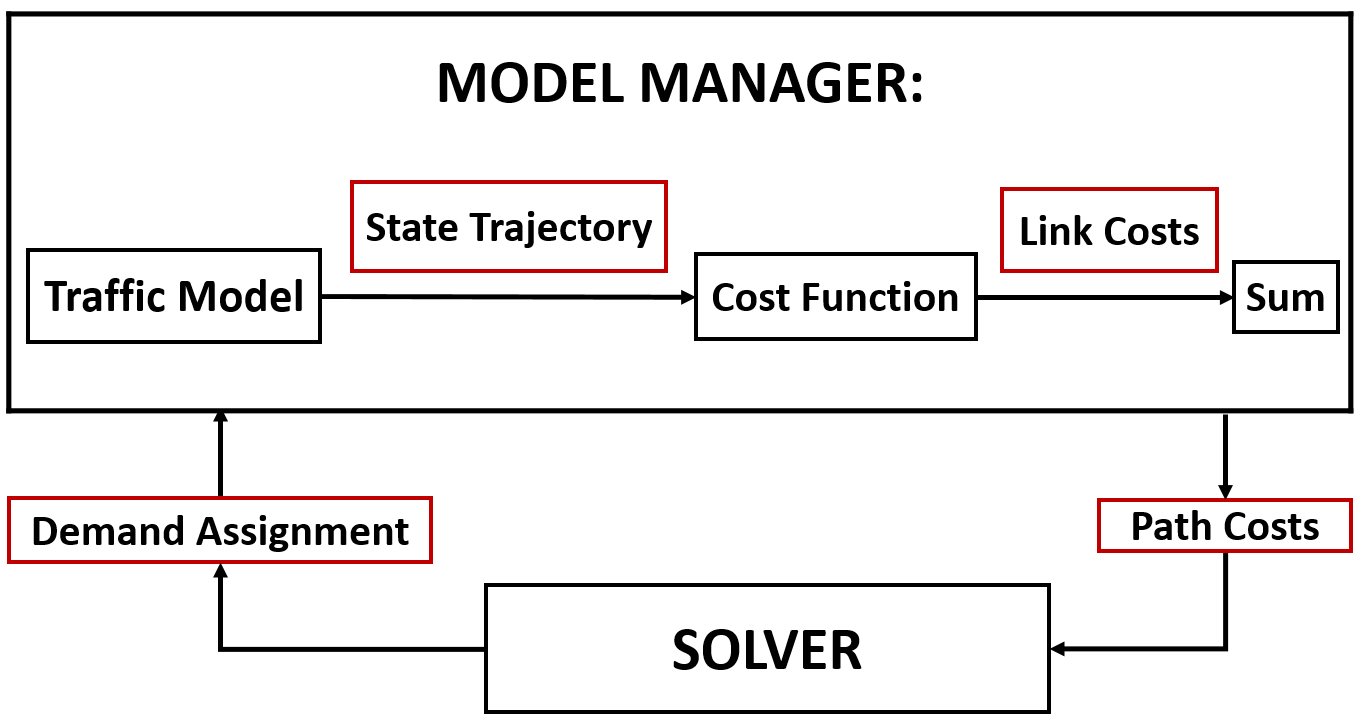 MODEL MANAGER:
State Trajectory
Link Costs
Traffic Model
Cost Function
Sum
Demand Assignment
Path Costs
SOLVER